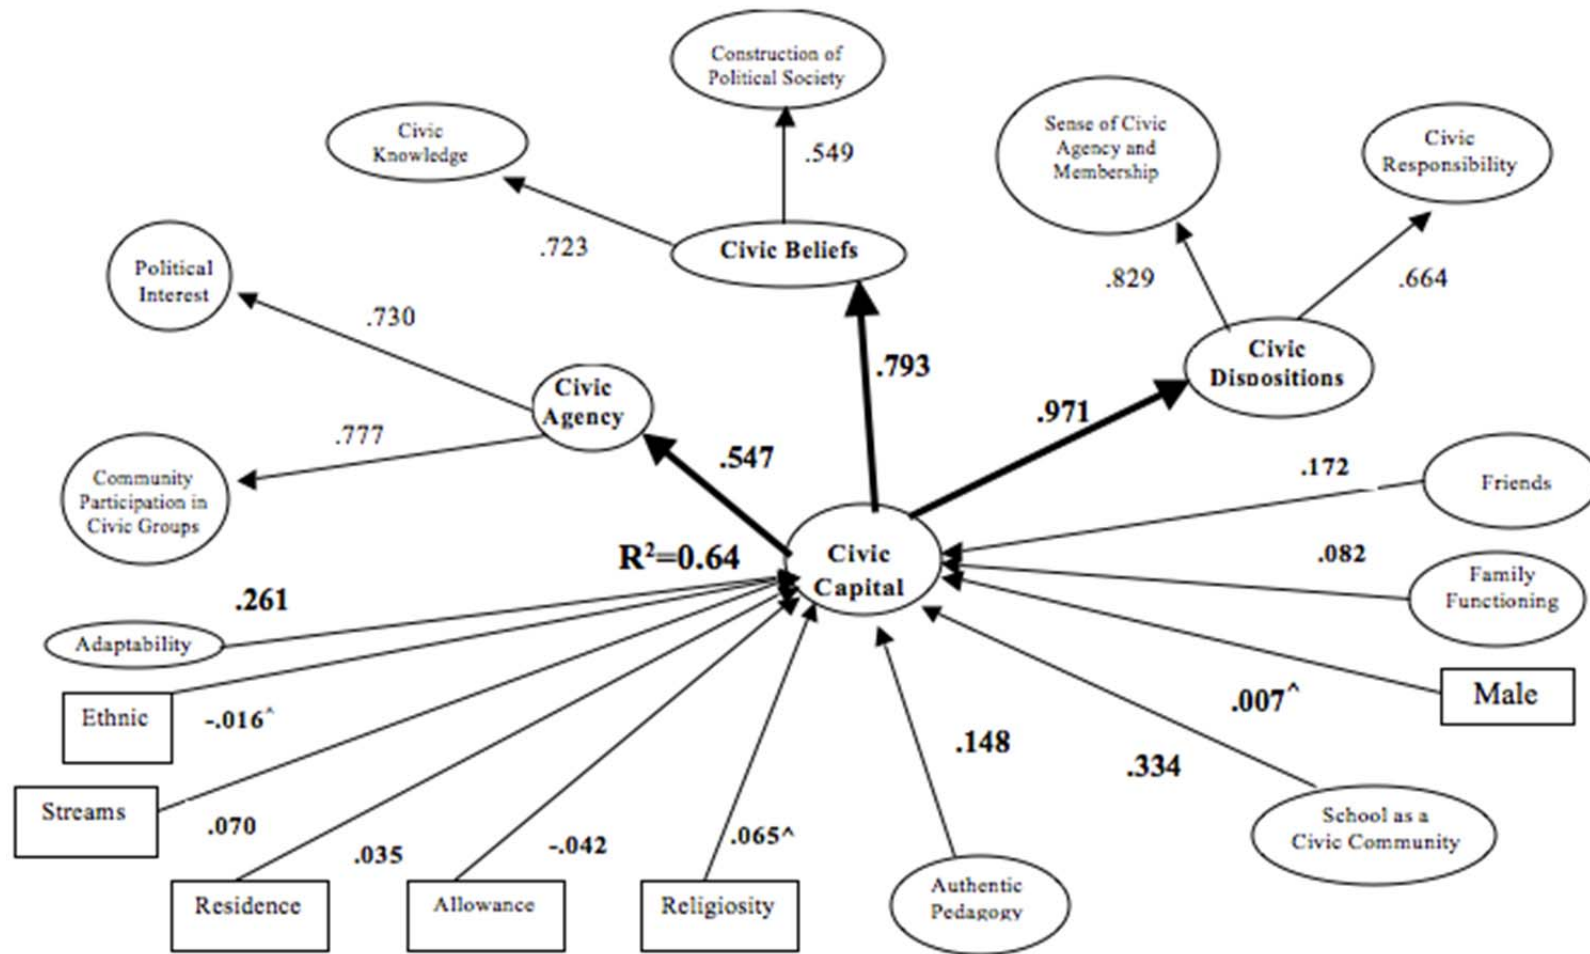 Construction of
Political Society
Civic
Knowledge
.549
Sense of Civic
Agency and
Membership
Civic
Responsibility
.723
Civic Beliefs
Political
Interest
.829
.664
.730
.793
Civic
Dispositions
Civic
Agency
.971
.777
.547
.172
Friends
Community
Participation in
Civic Groups
R²=0.64
Civic
Capital
.082
Family
Functioning
.261
Adaptability
Male
Ethnic
-.016^
.007^
.148
.334
Streams
.070
.035
-.042
.065^
School as a
Civic Community
Residence
Allowance
Religiosity
Authentic
Pedagogy